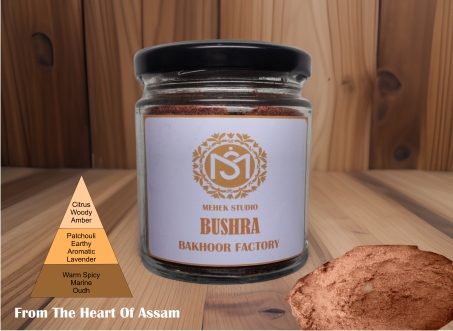 MS
MEHEK STUDIO
BUSHRA
BAKHOOR FACTORY
Citrus
Woody
Amber
Patchouli
Earthy
Aromatic
Lavender
Warm Spicy
Marine
Oudh
From The Heart Of Assam